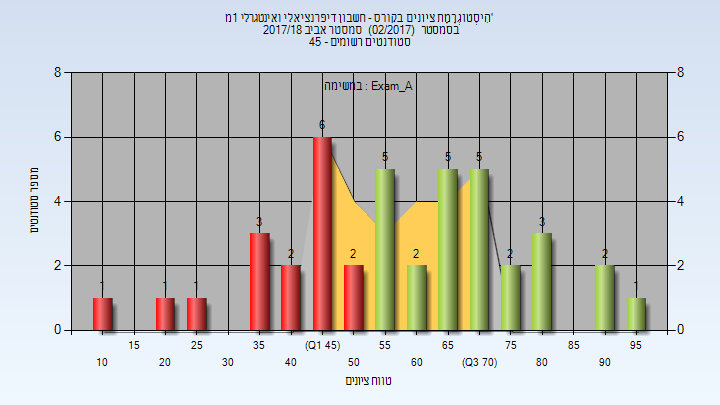 היסטוגרמת ציונים בקורס - חשבון דיפרנציאלי ואינטגרלי 1מ'
בסמסטר (02/2017) סמסטר אביב 2017/18
סטודנטים רשומים - 45
במשימה : Exam_A
8 8
6 6
4 4
2 2
0 0
1 1 1 3 2 6 2 5 2 5 5 2 3 2 1
מספר סטודנטים
15 25 35 (Q1 45) 55 65 75 85 95
10 20 30 40 50 60 (Q3 70) 80 90
טווח ציונים